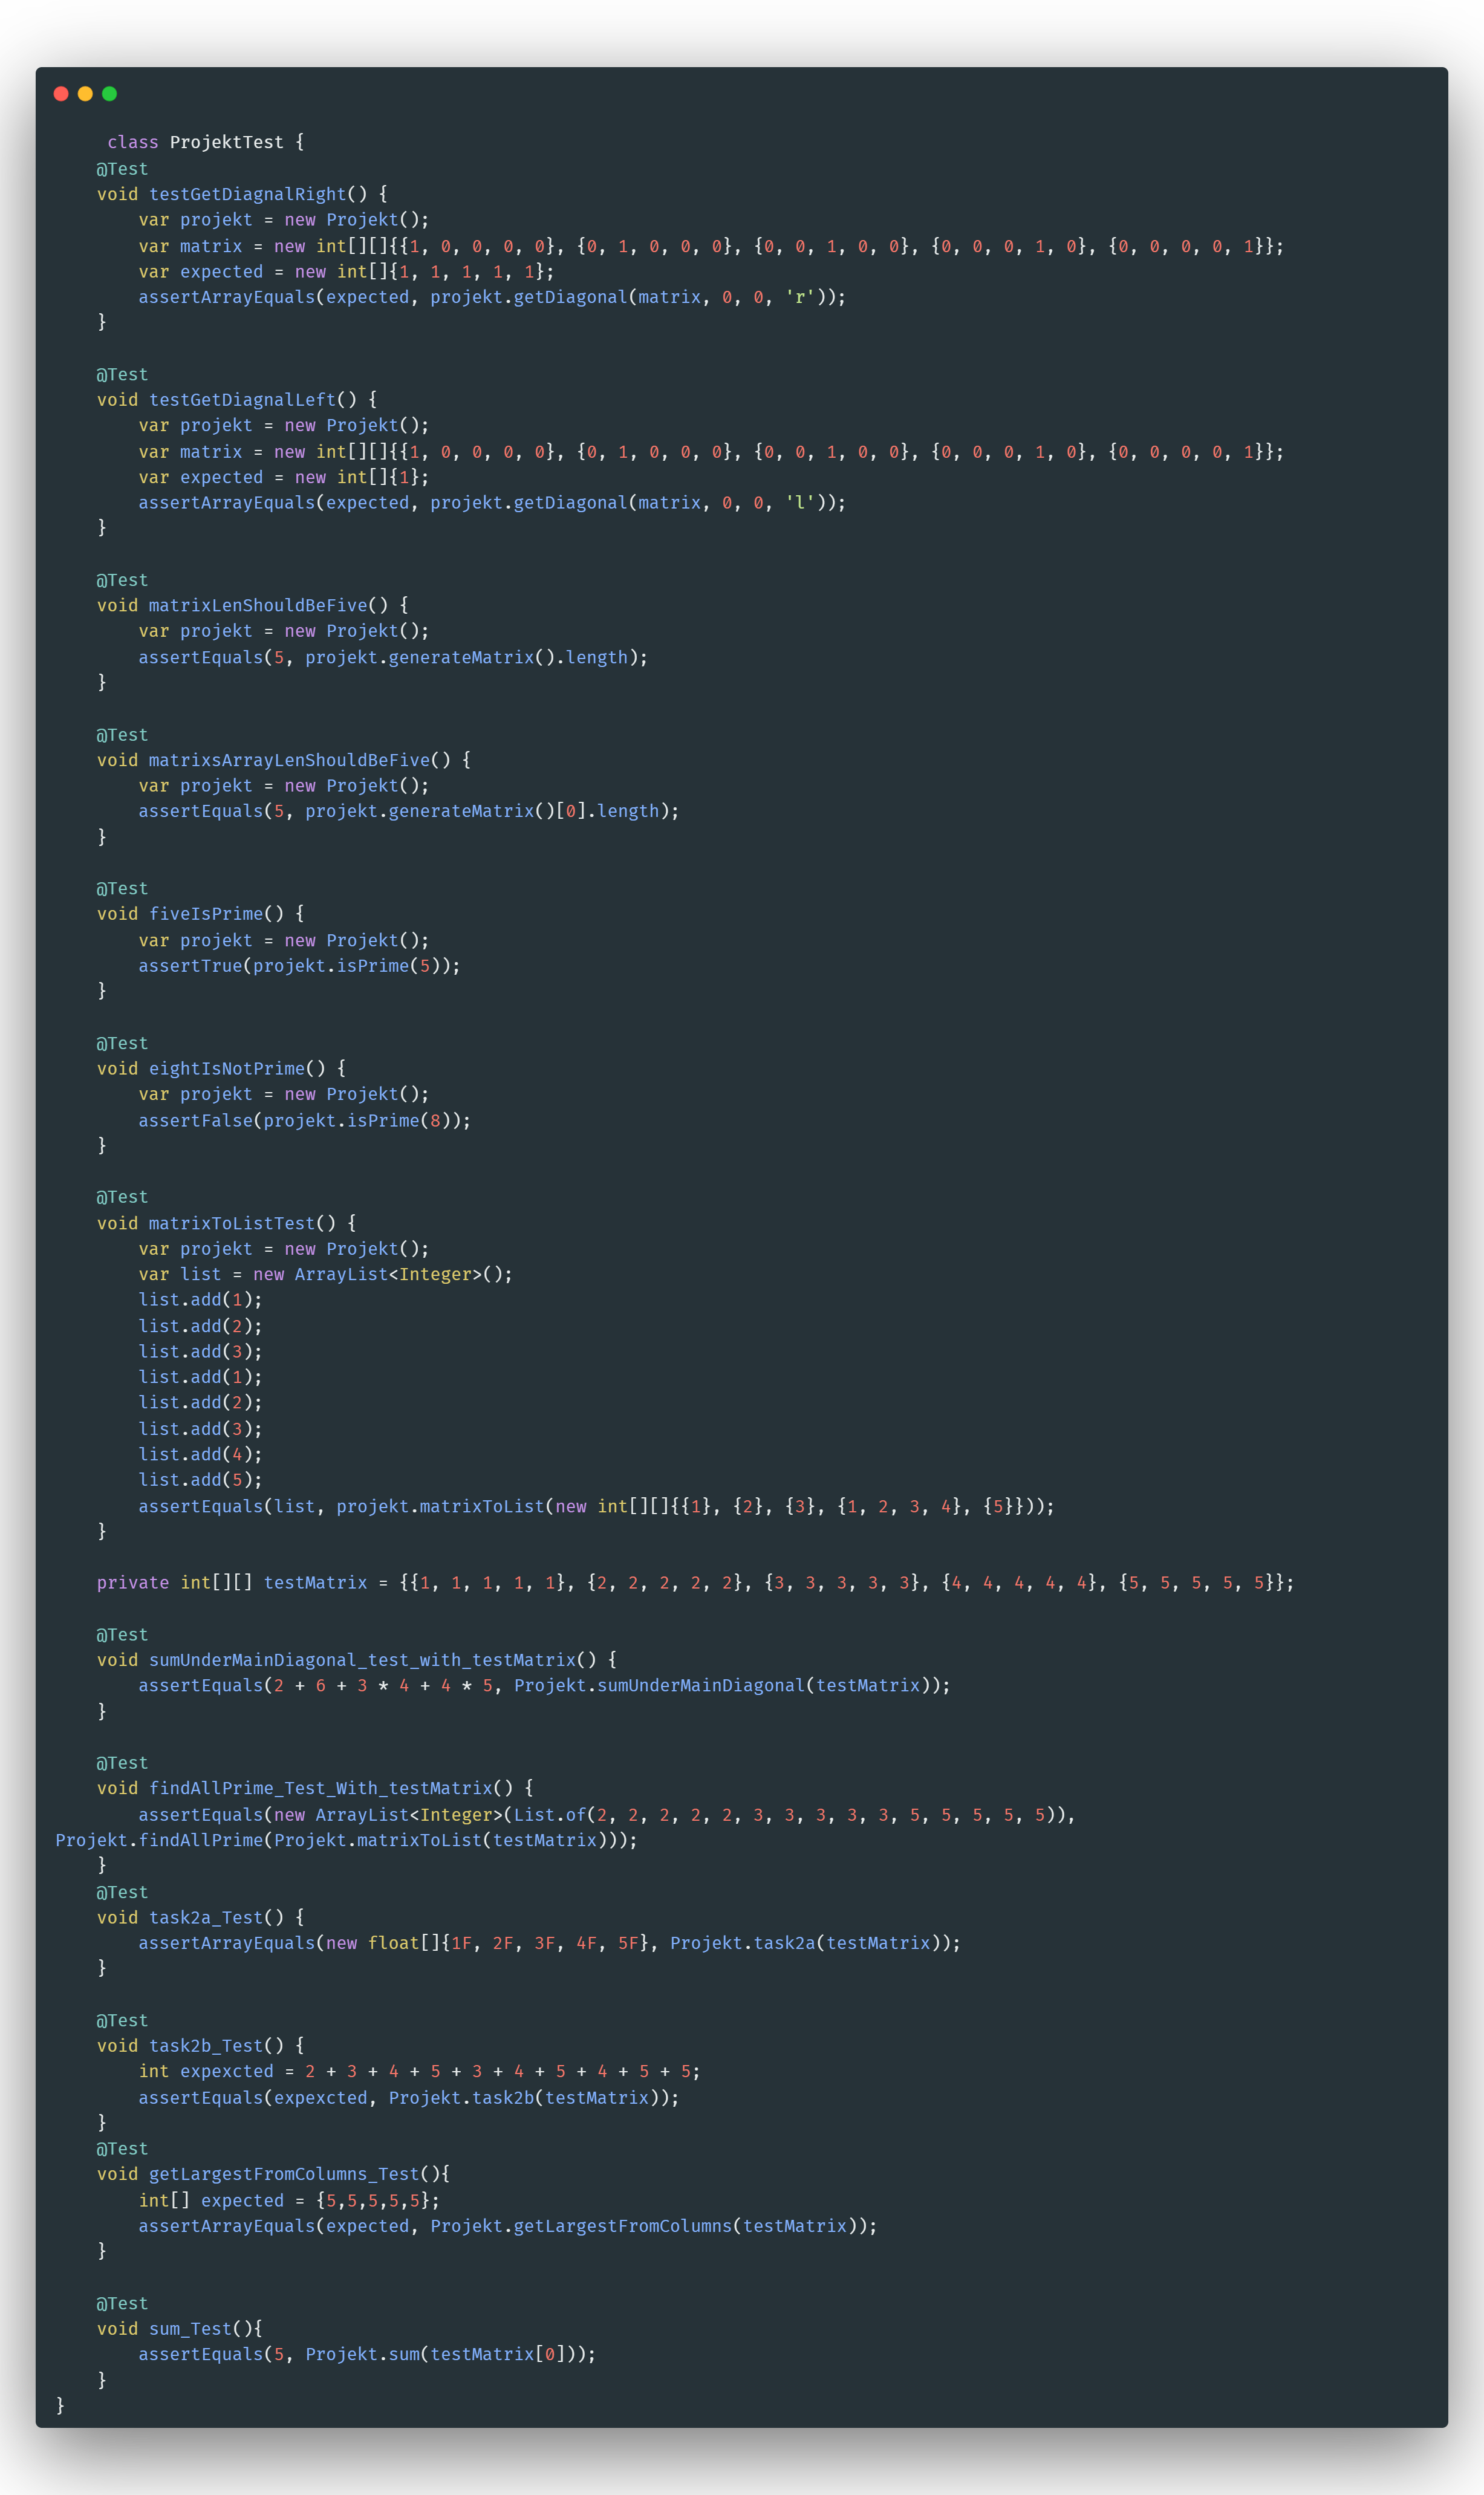 class ProjektTest {
@Test
void testGetDiagnalRight() {
var projekt = new Projekt();
var matrix = new int[][]{{1, 0, 0, 0, 0}, {0, 1, 0, 0, 0}, {0, 0, 1, 0, 0}, {0, 0, 0, 1, 0}, {0, 0, 0, 0, 1}};
var expected = new int[]{1, 1, 1, 1, 1};
assertArrayEquals(expected, projekt.getDiagonal(matrix, 0, 0, 'r'));
}
@Test
void testGetDiagnalLeft() {
var projekt = new Projekt();
var matrix = new int[][]{{1, 0, 0, 0, 0}, {0, 1, 0, 0, 0}, {0, 0, 1, 0, 0}, {0, 0, 0, 1, 0}, {0, 0, 0, 0, 1}};
var expected = new int[]{1};
assertArrayEquals(expected, projekt.getDiagonal(matrix, 0, 0, 'l'));
}
@Test
void matrixLenShouldBeFive() {
var projekt = new Projekt();
assertEquals(5, projekt.generateMatrix().length);
}
@Test
void matrixsArrayLenShouldBeFive() {
var projekt = new Projekt();
assertEquals(5, projekt.generateMatrix()[0].length);
}
@Test
void fiveIsPrime() {
var projekt = new Projekt();
assertTrue(projekt.isPrime(5));
}
@Test
void eightIsNotPrime() {
var projekt = new Projekt();
assertFalse(projekt.isPrime(8));
}
@Test
void matrixToListTest() {
var projekt = new Projekt();
var list = new ArrayList<Integer>();
list.add(1);
list.add(2);
list.add(3);
list.add(1);
list.add(2);
list.add(3);
list.add(4);
list.add(5);
assertEquals(list, projekt.matrixToList(new int[][]{{1}, {2}, {3}, {1, 2, 3, 4}, {5}}));
}
private int[][] testMatrix = {{1, 1, 1, 1, 1}, {2, 2, 2, 2, 2}, {3, 3, 3, 3, 3}, {4, 4, 4, 4, 4}, {5, 5, 5, 5, 5}};
@Test
void sumUnderMainDiagonal_test_with_testMatrix() {
assertEquals(2 + 6 + 3 * 4 + 4 * 5, Projekt.sumUnderMainDiagonal(testMatrix));
}
@Test
void findAllPrime_Test_With_testMatrix() {
assertEquals(new ArrayList<Integer>(List.of(2, 2, 2, 2, 2, 3, 3, 3, 3, 3, 5, 5, 5, 5, 5)),
Projekt.findAllPrime(Projekt.matrixToList(testMatrix)));
}
@Test
void task2a_Test() {
assertArrayEquals(new float[]{1F, 2F, 3F, 4F, 5F}, Projekt.task2a(testMatrix));
}
@Test
void task2b_Test() {
int expexcted = 2 + 3 + 4 + 5 + 3 + 4 + 5 + 4 + 5 + 5;
assertEquals(expexcted, Projekt.task2b(testMatrix));
}
@Test
void getLargestFromColumns_Test(){
int[] expected = {5,5,5,5,5};
assertArrayEquals(expected, Projekt.getLargestFromColumns(testMatrix));
}
@Test
void sum_Test(){
assertEquals(5, Projekt.sum(testMatrix[0]));
}
}